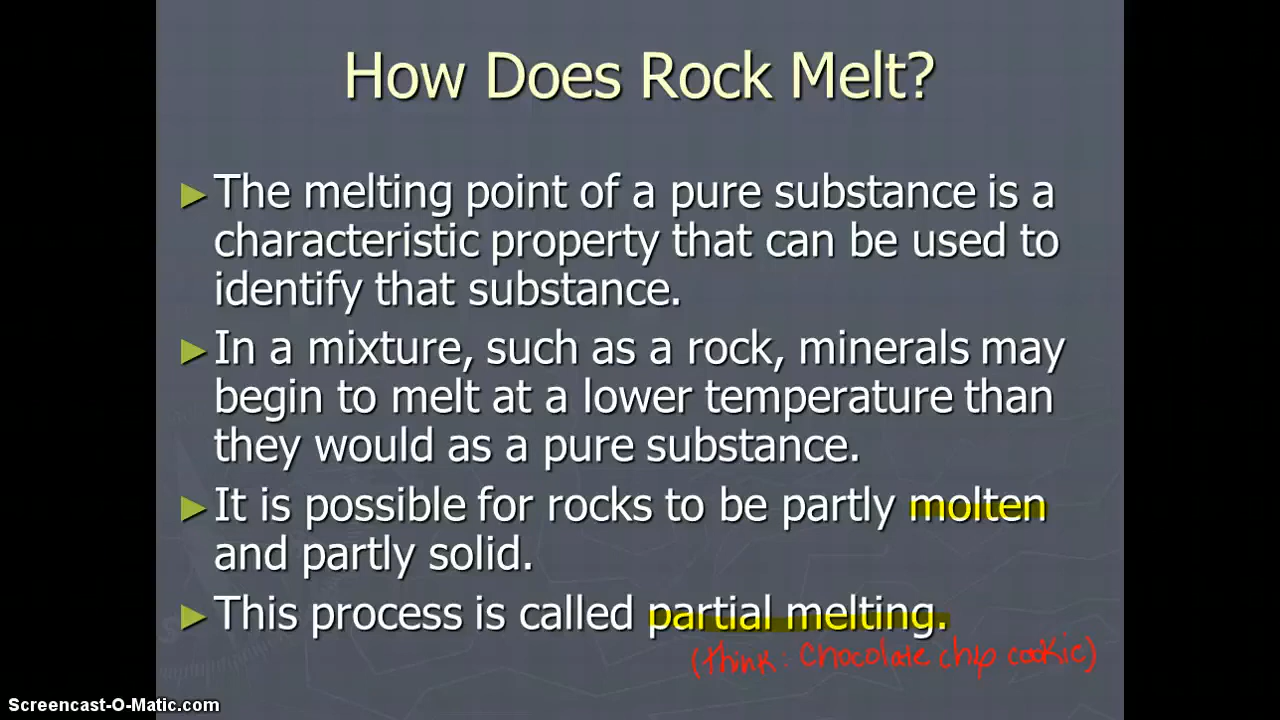 How Does Rock Melt?
The melting point of a pure substance is a
characteristic property that can be used to
identify that substance.
In a mixture, such as a rock, minerals may
begin to melt at a lower temperature than
they would as a pure substance.
It is possible for rocks to be partly molten
and partly solid.
This process is called partial melting.
(think: Chocolate chip cookie)
Screencast-O-Matic.com